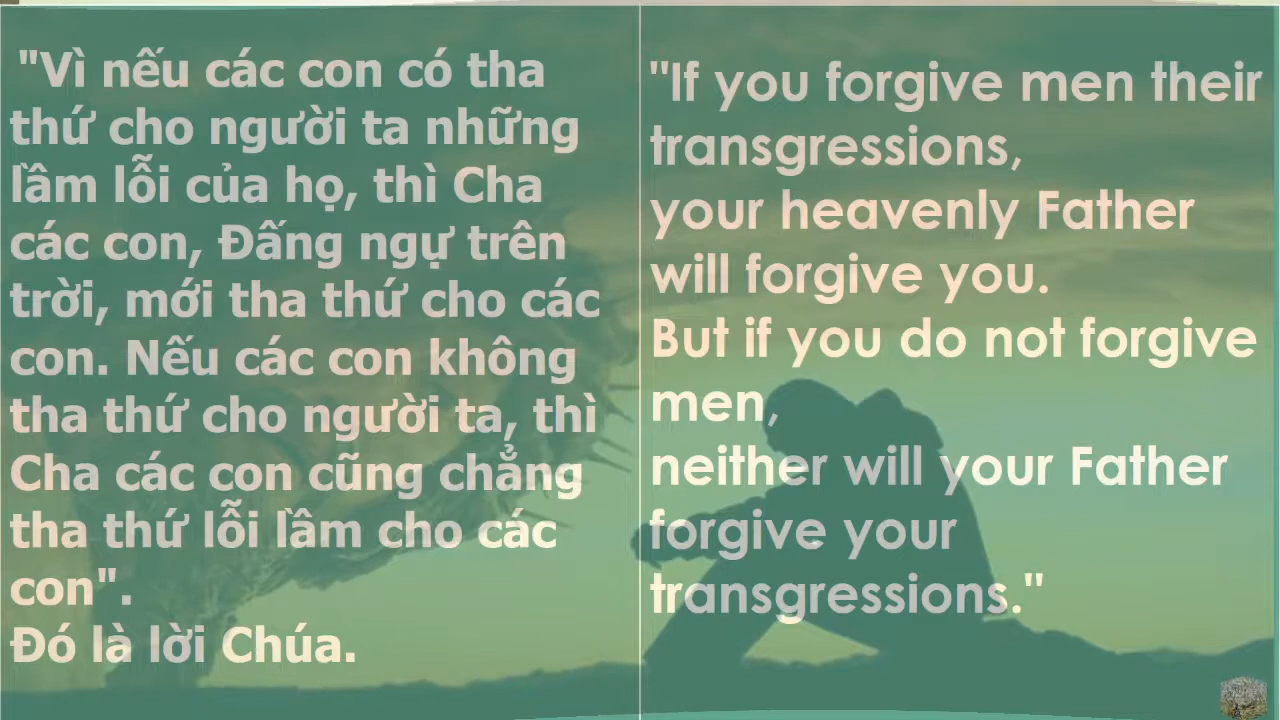 "Vì nếu các con có tha
thứ cho người ta những
lầm lỗi của họ, thì Cha
các con, Đấng ngự trên
trời, mới tha thứ cho các
con. Nếu các con không
tha thứ cho người ta, thì
Cha các con cũng chẳng
tha thứ lỗi lầm cho các
con".
Đó là lời Chúa.
"If you forgive men their
transgressions,
your heavenly Father
will forgive you.
But if you do not forgive
men,
neither will your Father
forgive your
transgressions."